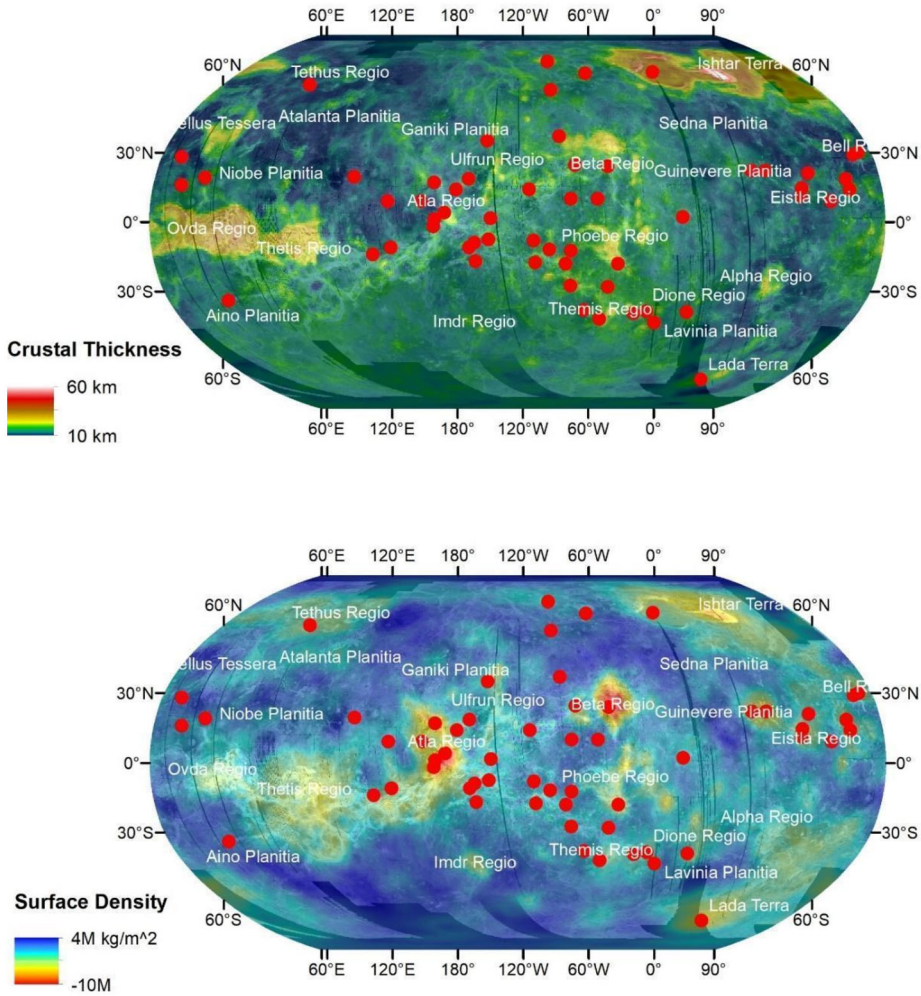 60°E 120°E 180° 120°W 60°W 0° 90°
60°N
Tethus Regio
Ishtar Terra
60°N
ellus Tessera
Atalanta Planitia
Ganiki Planitia
Sedna Planitia
30°N
Niobe Planitia
Ulfrun Regio
Beta Regio
Guinevere Planitia
Bell R
30°N
0°
Ovda Regio
Thetis Regio
Atla Regio
Phoebe Regio
Eistla Regio
0°
30°S
Aino Planitia
Imdr Regio
Themis Regio
Dione Regio
Alpha Regio
30°S
Lavinia Planitia
60°S
Lada Terra
60°S
60°E 120°E 180° 120°W 60°W 0° 90°
Crustal Thickness
60 km
10 km
60°E 120°E 180° 120°W 60°W 0° 90°
60°N
Tethus Regio
Ishtar Terra
60°N
ellus Tessera
Atalanta Planitia
Ganiki Planitia
Sedna Planitia
30°N
Niobe Planitia
Ulfrun Regio
Beta Regio
Guinevere Planitia
Bell R
30°N
0°
Ovda Regio
Thetis Regio
Atla Regio
Phoebe Regio
Eistla Regio
0°
30°S
Aino Planitia
Imdr Regio
Themis Regio
Dione Regio
Alpha Regio
30°S
Lavinia Planitia
60°S
Lada Terra
60°S
60°E 120°E 180° 120°W 60°W 0° 90°
Surface Density
4M kg/m^2
-10M